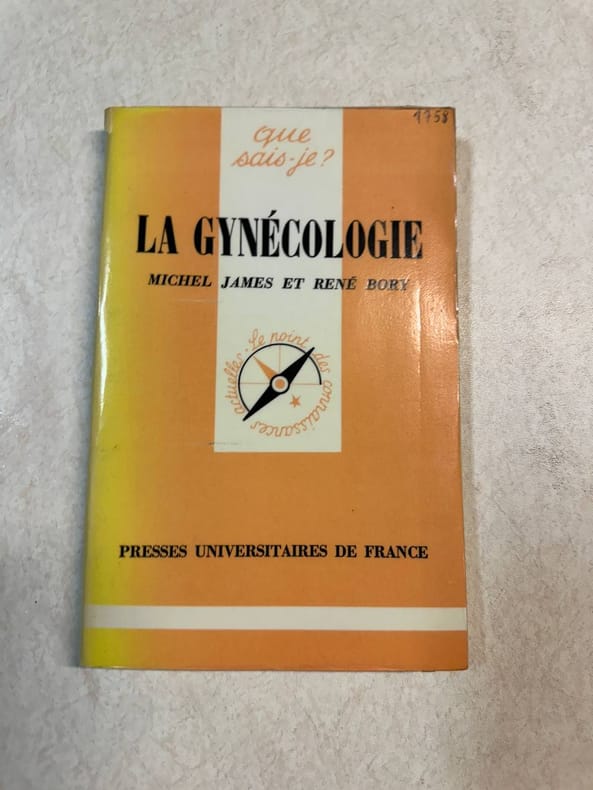 1758
que
sais-je?
LA GYNÉCOLOGIE
MICHEL JAMES ET RENÉ BORY
Le point des connaissances actuelles
PRESSES UNIVERSITAIRES DE FRANCE